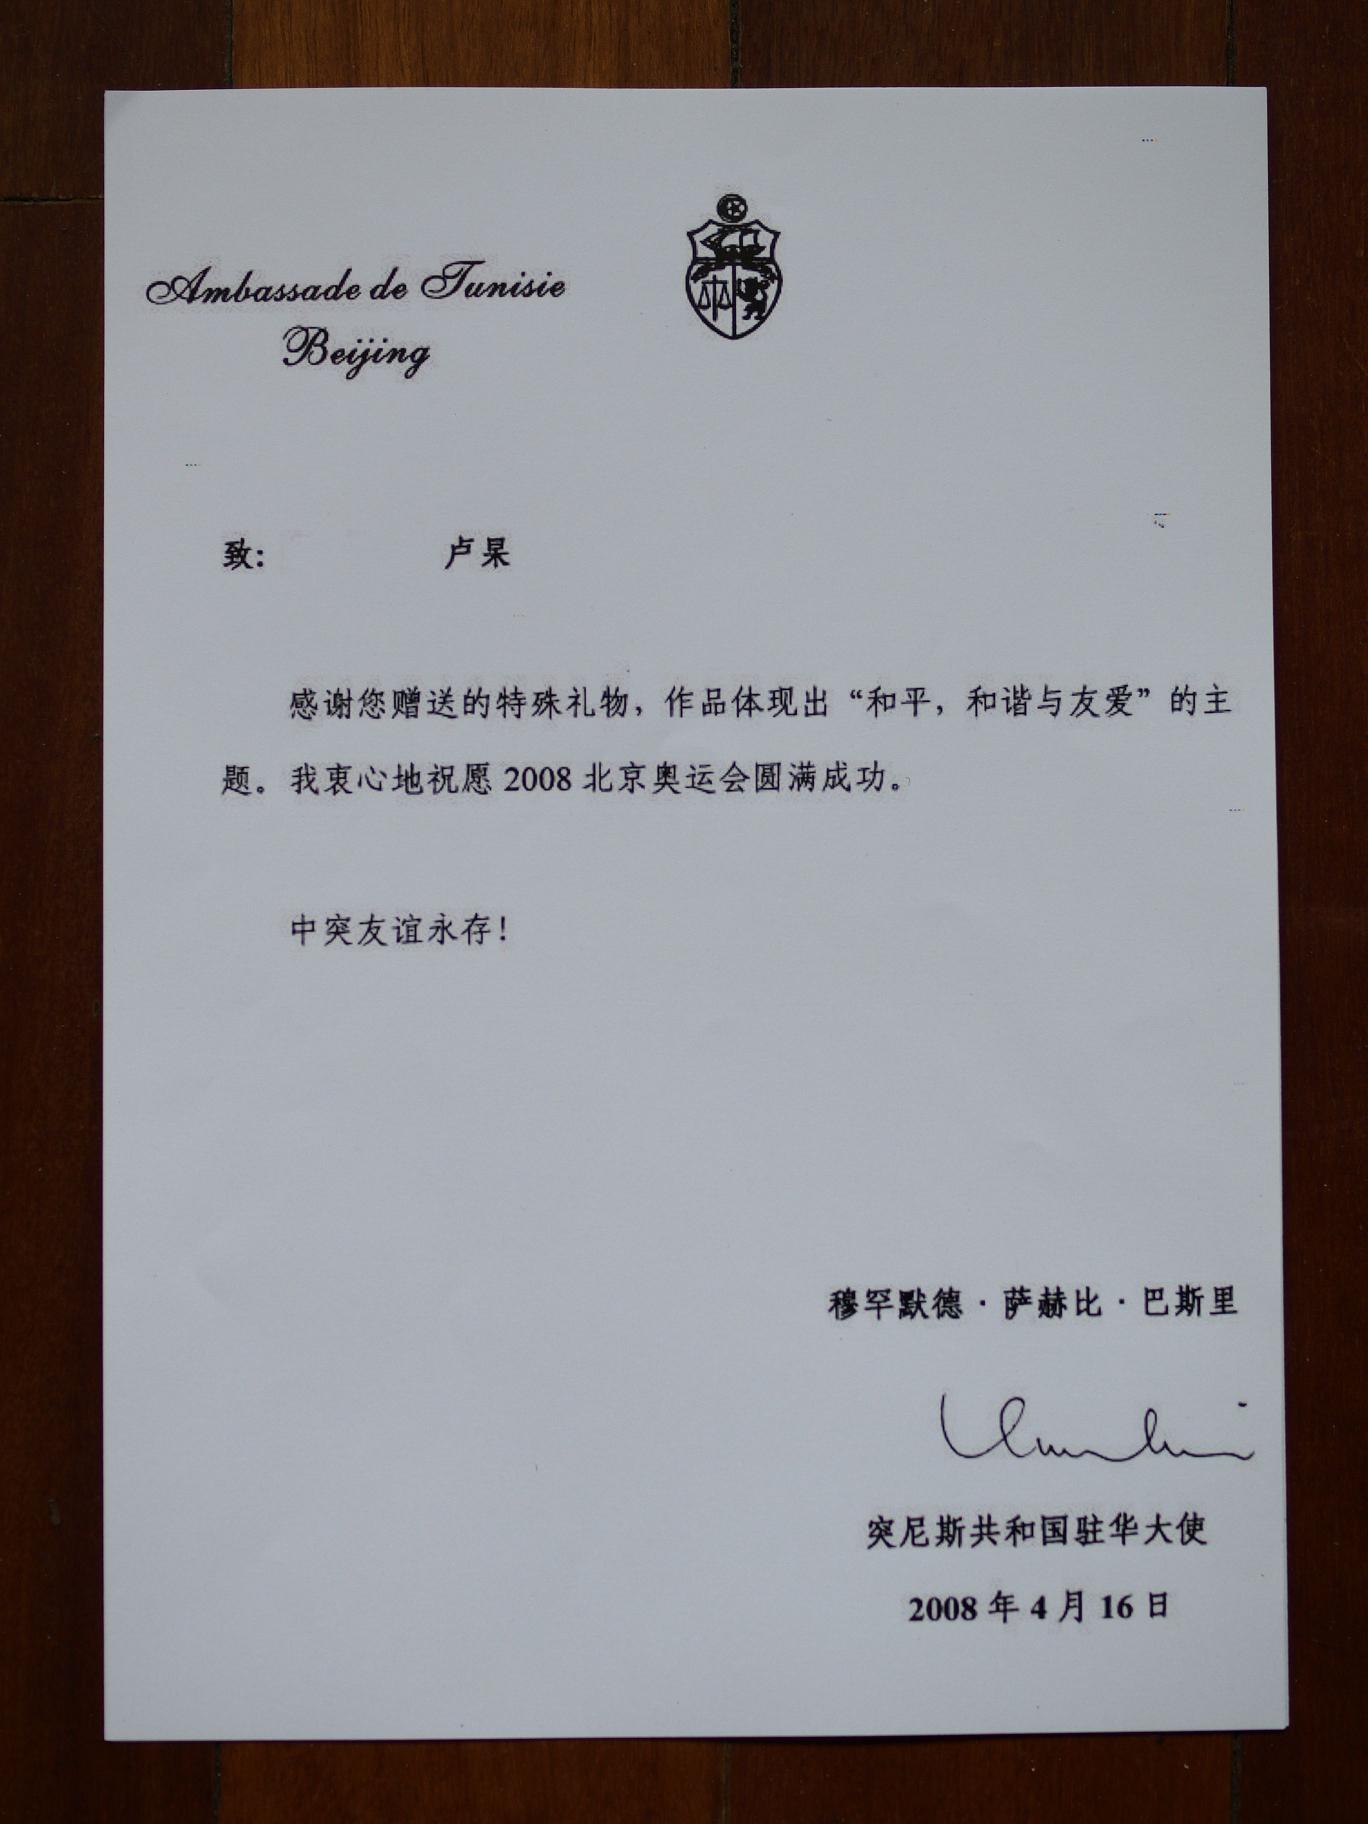 Ambassade de Tunisie
Beijing
致: 卢杲
感谢您赠送的特殊礼物，作品体现出“和平，和谐与友爱”的主
题。我衷心地祝愿 2008 北京奥运会圆满成功。
中突友谊永存！
穆罕默德·萨赫比·巴斯里
突尼斯共和国驻华大使
2008 年 4 月 16 日